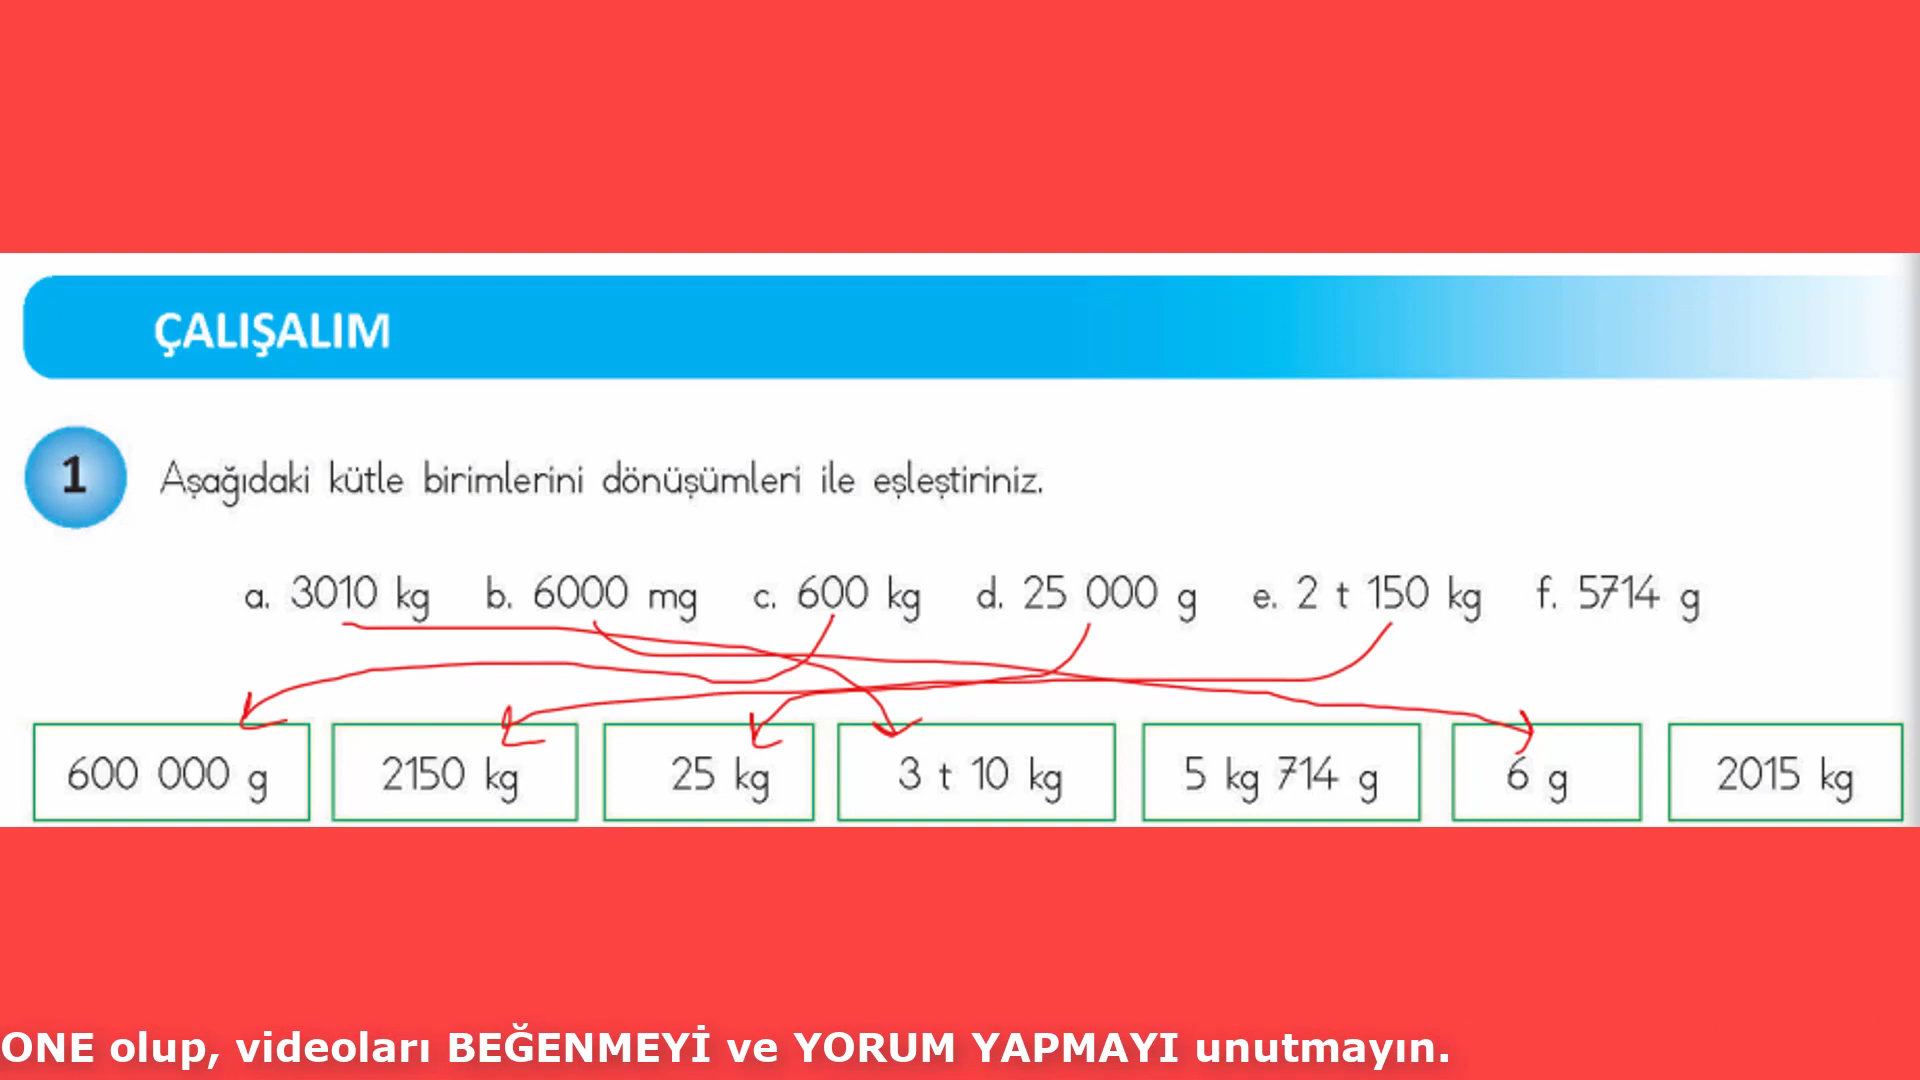 ÇALIŞALIM
1 Aşağıdaki kütle birimlerini dönüşümleri ile eşleştiriniz.
a. 3010 kg b. 6000 mg c. 600 kg d. 25 000 g e. 2 t 150 kg f. 5714 g
600 000 g 2150 kg 25 kg 3 t 10 kg 5 kg 714 g 6 g 2015 kg
ONE olup, videoları BEĞENMEYİ ve YORUM YAPMAYI unutmayın.